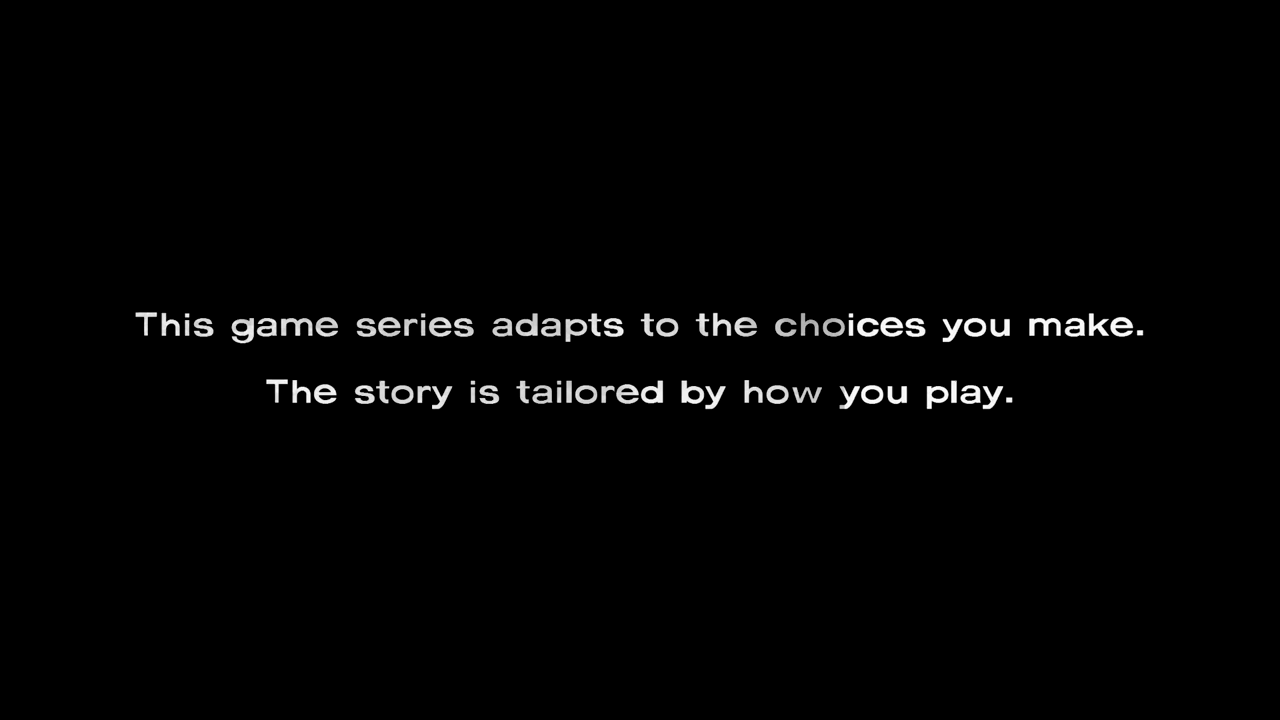 This game series adapts to the choices you make.
The story is tailored by how you play.